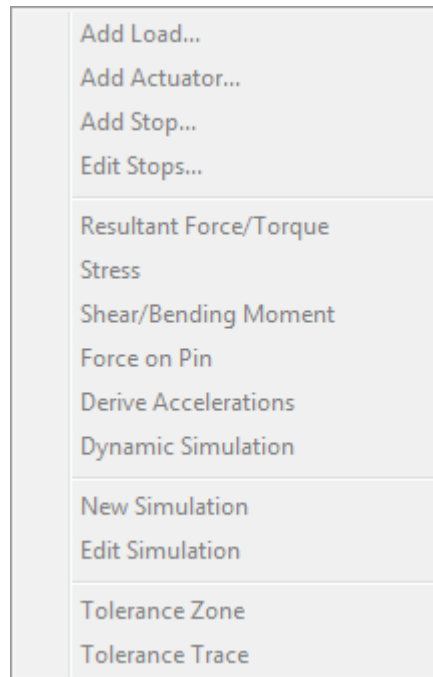 Add Load...
Add Actuator...
Add Stop...
Edit Stops...
Resultant Force/Torque
Stress
Shear/Bending Moment
Force on Pin
Derive Accelerations
Dynamic Simulation
New Simulation
Edit Simulation
Tolerance Zone
Tolerance Trace